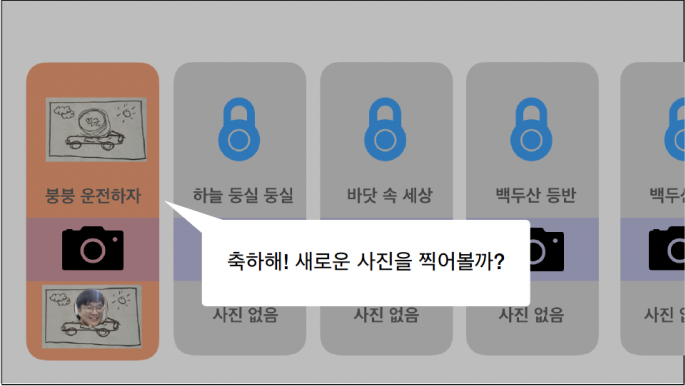 붕붕 운전하자
하늘 둥실 둥실
바닷 속 세상
백두산 등반
백두
축하해! 새로운 사진을 찍어볼까?
사진 없음
사진 없음
사진 없음
사진